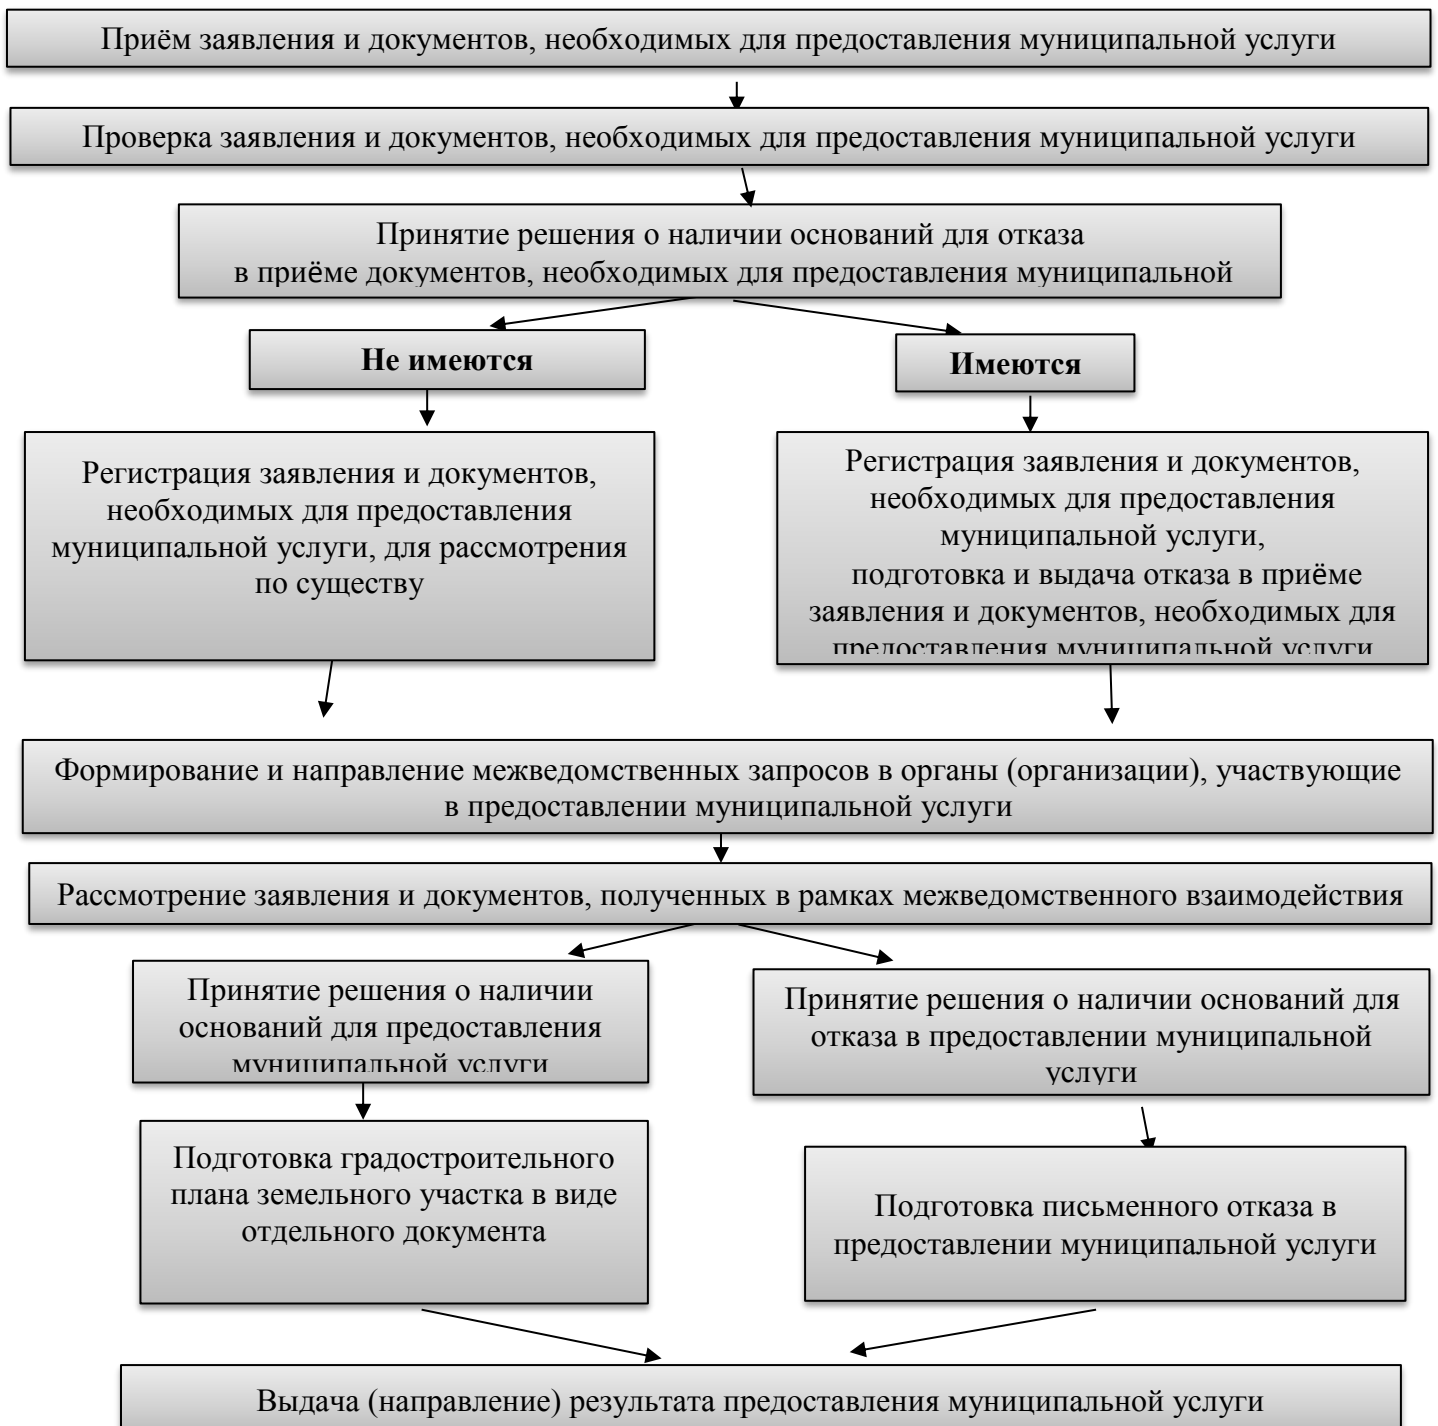 Приём заявления и документов, необходимых для предоставления муниципальной услуги
Проверка заявления и документов, необходимых для предоставления муниципальной услуги
Принятие решения о наличии оснований для отказа
в приёме документов, необходимых для предоставления муниципальной
Не имеются
Имеются
Регистрация заявления и документов,
необходимых для предоставления
муниципальной услуги, для рассмотрения
по существу
Регистрация заявления и документов,
необходимых для предоставления
муниципальной услуги,
подготовка и выдача отказа в приёме
заявления и документов, необходимых для
предоставления муниципальной услуги
Формирование и направление межведомственных запросов в органы (организации), участвующие
в предоставлении муниципальной услуги
Рассмотрение заявления и документов, полученных в рамках межведомственного взаимодействия
Принятие решения о наличии
оснований для предоставления
муниципальной услуги
Принятие решения о наличии оснований для
отказа в предоставлении муниципальной
услуги
Подготовка градостроительного
плана земельного участка в виде
отдельного документа
Подготовка письменного отказа в
предоставлении муниципальной услуги
Выдача (направление) результата предоставления муниципальной услуги